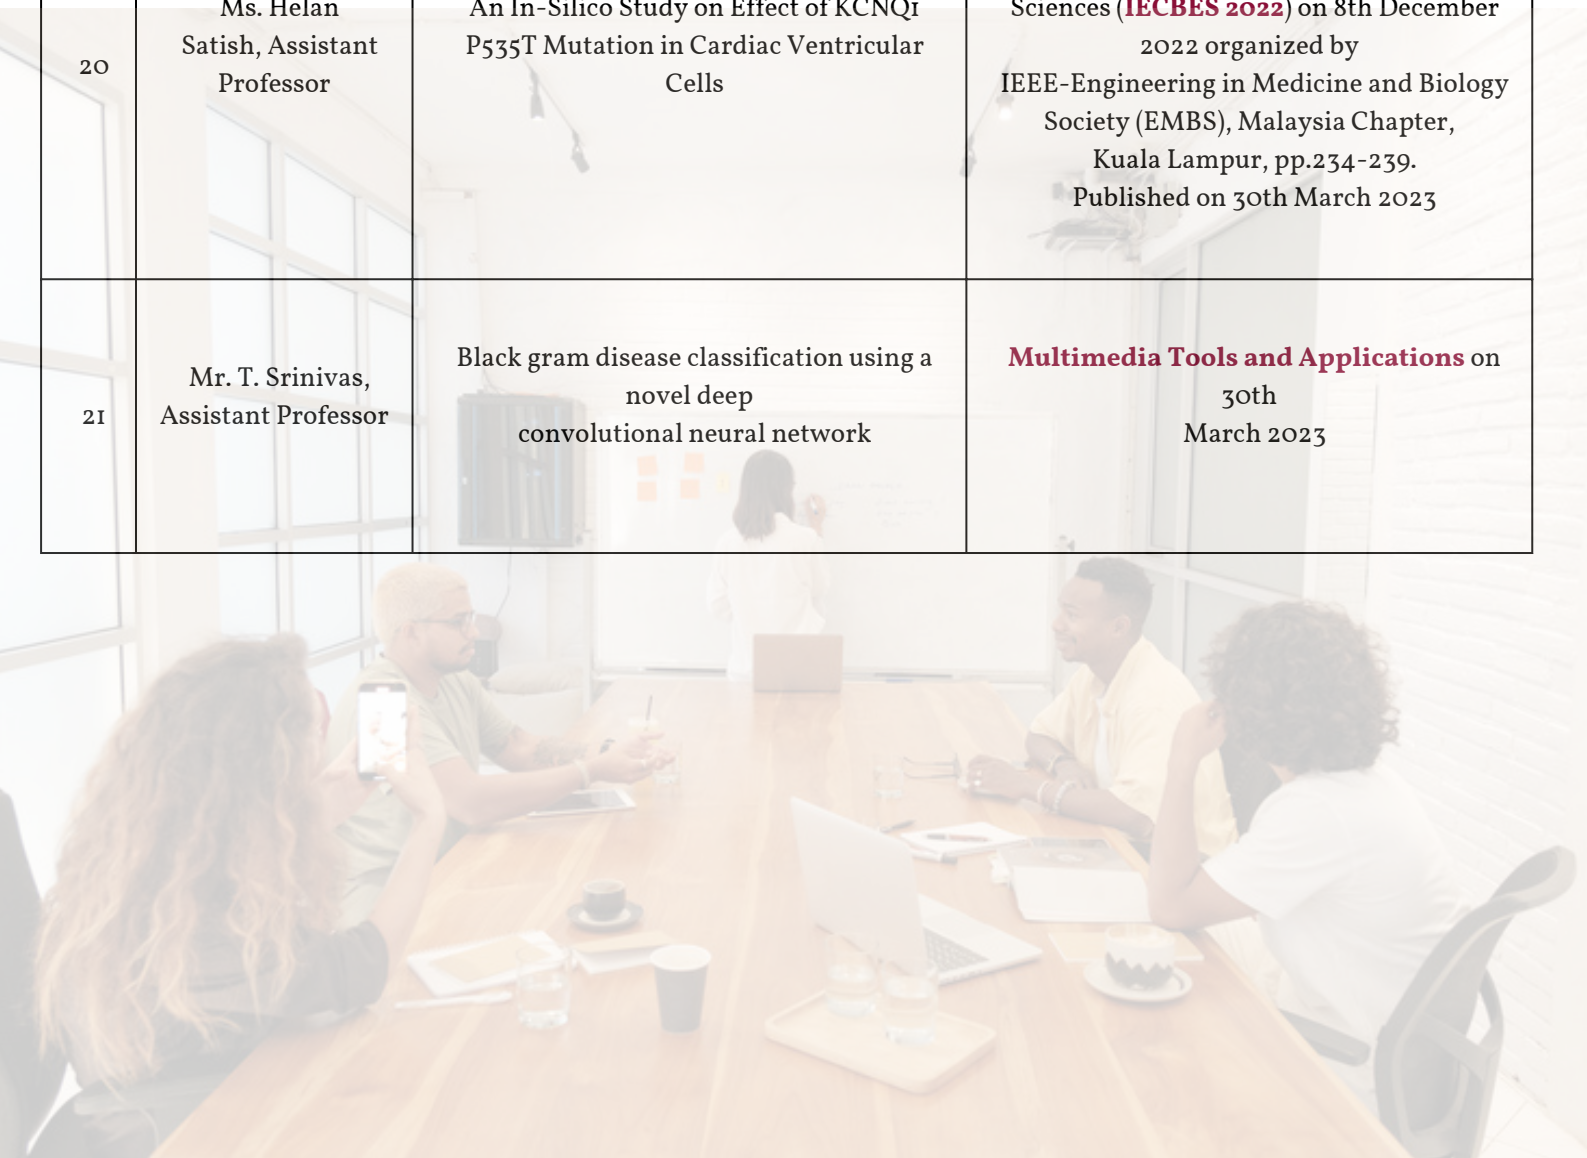 20
Ms. Helan
Satish, Assistant
Professor
An In-Silico Study on Effect of KCNQ1
P535T Mutation in Cardiac Ventricular
Cells
Sciences (IECBES 2022) on 8th December
2022 organized by
IEEE-Engineering in Medicine and Biology
Society (EMBS), Malaysia Chapter,
Kuala Lampur, pp.234-239.
Published on 30th March 2023
21
Mr. T. Srinivas,
Assistant Professor
Black gram disease classification using a
novel deep
convolutional neural network
Multimedia Tools and Applications on
30th
March 2023